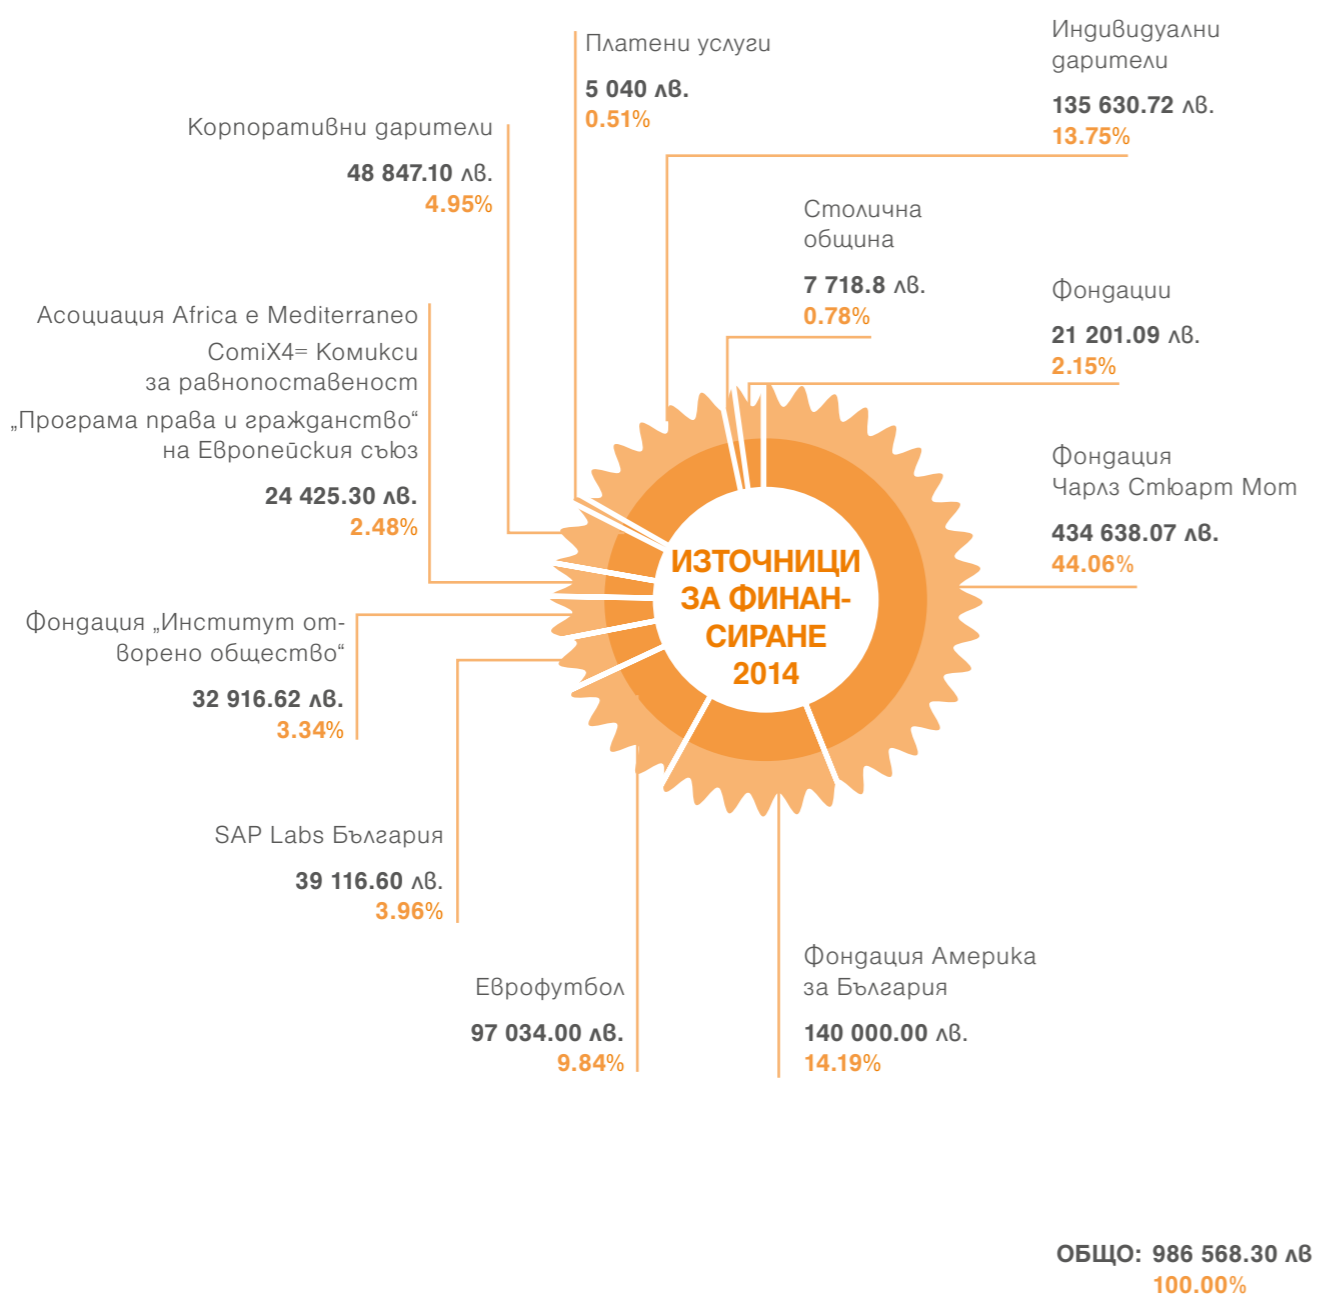 Платени услуги
5 040 лв.
0.51%
Индивидуални
дарители
135 630.72 лв.
13.75%
Корпоративни дарители
48 847.10 лв.
4.95%
Столична
община
7 718.8 лв.
0.78%
Фондации
21 201.09 лв.
2.15%
Асоциация Africa e Mediterraneo
ComiX4= Комикси
за равнопоставеност
„Програма права и гражданство“
на Европейския съюз
24 425.30 лв.
2.48%
Фондация
Чарлз Стюарт Мот
434 638.07 лв.
44.06%
ИЗТОЧНИЦИ
ЗА ФИНАН-
СИРАНЕ
2014
Фондация „Институт от-
ворено общество“
32 916.62 лв.
3.34%
SAP Labs България
39 116.60 лв.
3.96%
Еврофутбол
97 034.00 лв.
9.84%
Фондация Америка
за България
140 000.00 лв.
14.19%
ОБЩО: 986 568.30 лв
100.00%